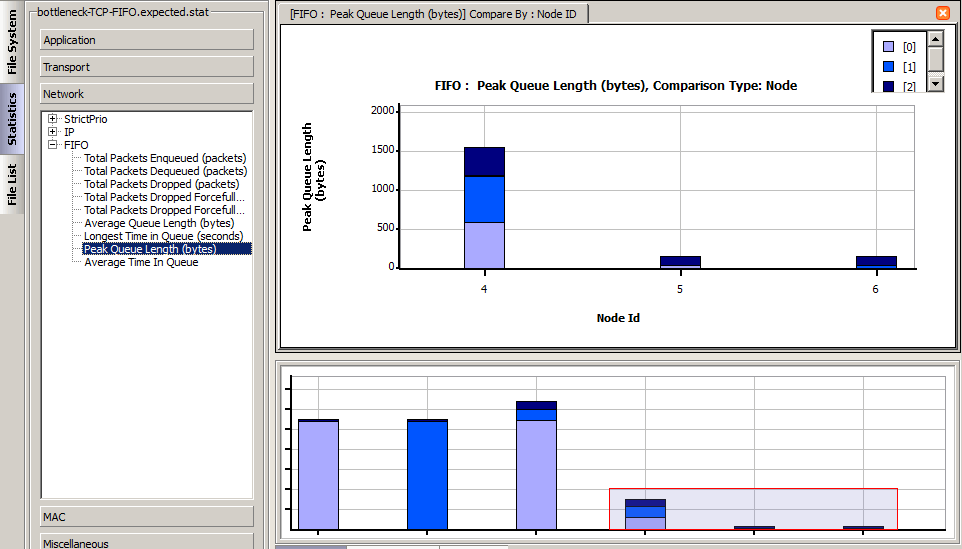 File System
Statistics
File List
bottleneck-TCP-FIFO.expected.stat
Application
Transport
Network
StrictPrio
IP
FIFO
Total Packets Enqueued (packets)
Total Packets Dequeued (packets)
Total Packets Dropped (packets)
Total Packets Dropped Forcefull...
Total Packets Dropped Forcefull...
Average Queue Length (bytes)
Longest Time in Queue (seconds)
Peak Queue Length (bytes)
Average Time In Queue
MAC
Miscellaneous
[FIFO : Peak Queue Length (bytes)] Compare By : Node ID
[0]
[1]
[2]
FIFO : Peak Queue Length (bytes), Comparison Type: Node
Peak Queue Length
(bytes)
2000
1500
1000
500
0
4 5 6
Node Id